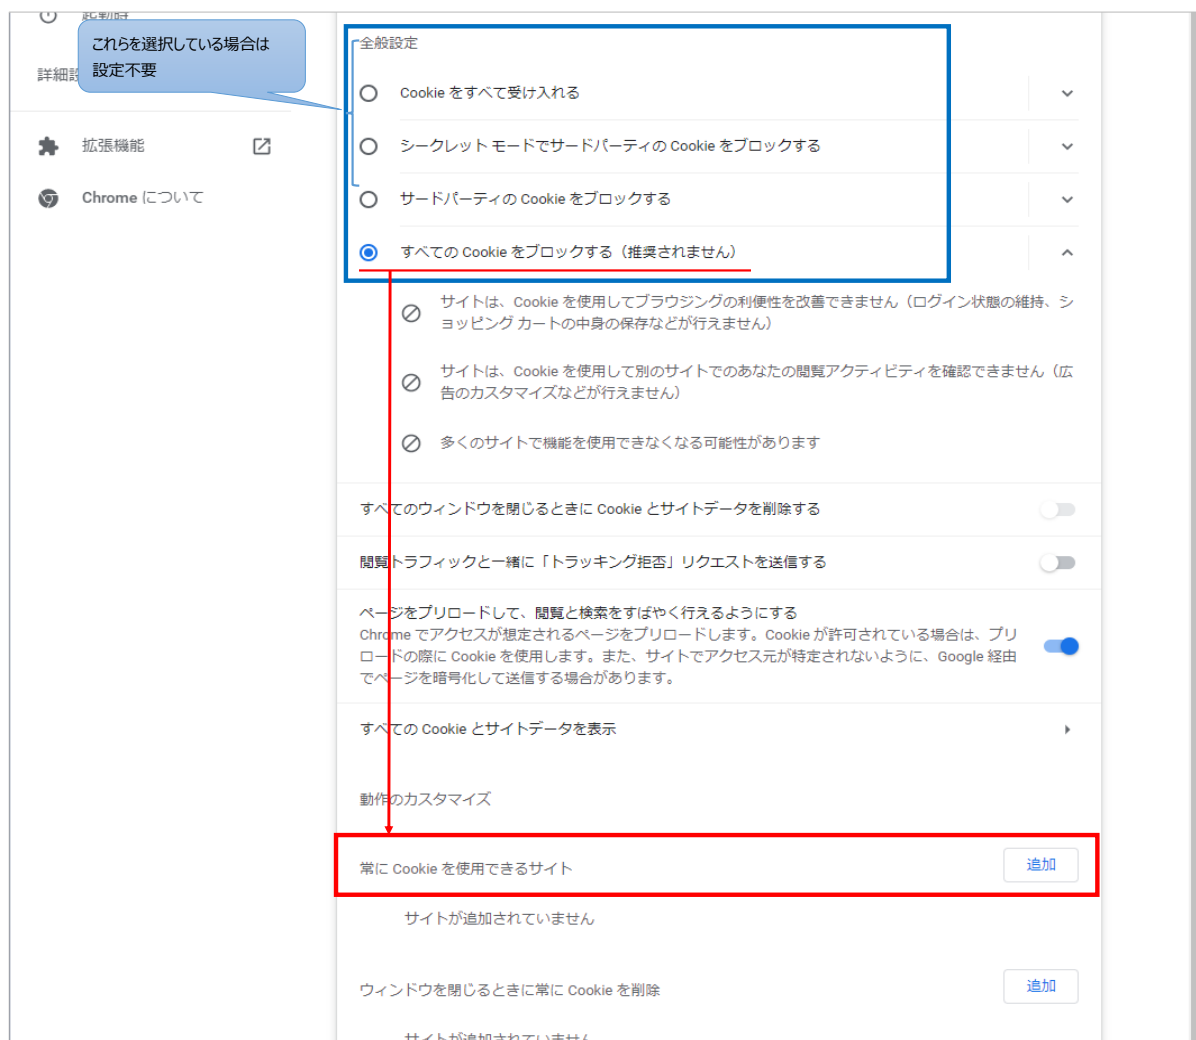 起動時
これらを選択している場合は
設定不要
詳細設
拡張機能
Chrome について
全般設定
Cookie をすべて受け入れる
シークレット モードでサードパーティの Cookie をブロックする
サードパーティの Cookie をブロックする
すべての Cookie をブロックする（推奨されません）
サイトは、Cookie を使用してブラウジングの利便性を改善できません（ログイン状態の維持、シ
ョッピング カートの中身の保存などが行えません）
サイトは、Cookie を使用して別のサイトでのあなたの閲覧アクティビティを確認できません（広
告のカスタマイズなどが行えません）
多くのサイトで機能を使用できなくなる可能性があります
すべてのウィンドウを閉じるときに Cookie とサイトデータを削除する
閲覧トラフィックと一緒に「トラッキング拒否」リクエストを送信する
ページをプリロードして、閲覧と検索をすばやく行えるようにする
Chrome でアクセスが想定されるページをプリロードします。Cookie が許可されている場合は、プリ
ロードの際に Cookie を使用します。また、サイトでアクセス元が特定されないように、Google 経由
でページを暗号化して送信する場合があります。
すべての Cookie とサイトデータを表示
動作のカスタマイズ
常に Cookie を使用できるサイト
追加
サイトが追加されていません
ウィンドウを閉じるときに常に Cookie を削除
追加
サイトが追加されていません